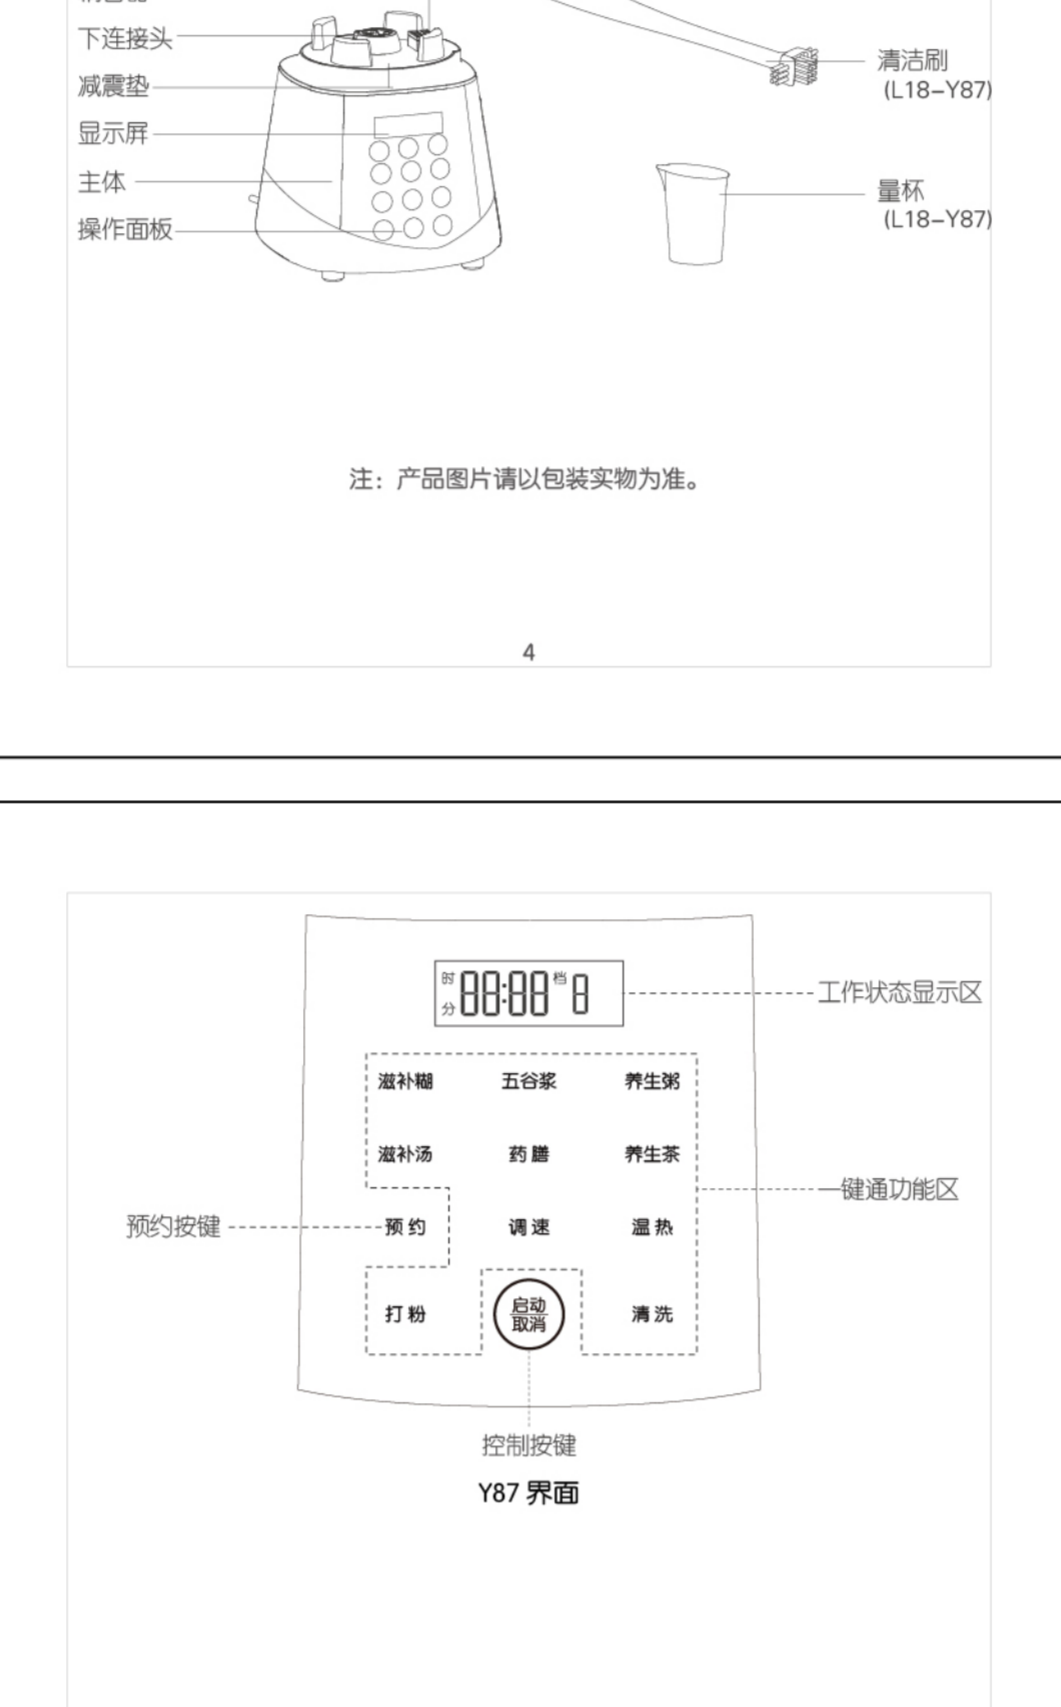 下连接头
减震垫
显示屏
主体
操作面板
清洁刷
(L18-Y87)
量杯
(L18-Y87)
注：产品图片请以包装实物为准。
4
时
分
88:88
档
8
工作状态显示区
滋补糊 五谷浆 养生粥
滋补汤 药膳 养生茶
一键通功能区
预约按键
预约 调速 温热
打粉
启动
取消
清洗
控制按键
Y87 界面